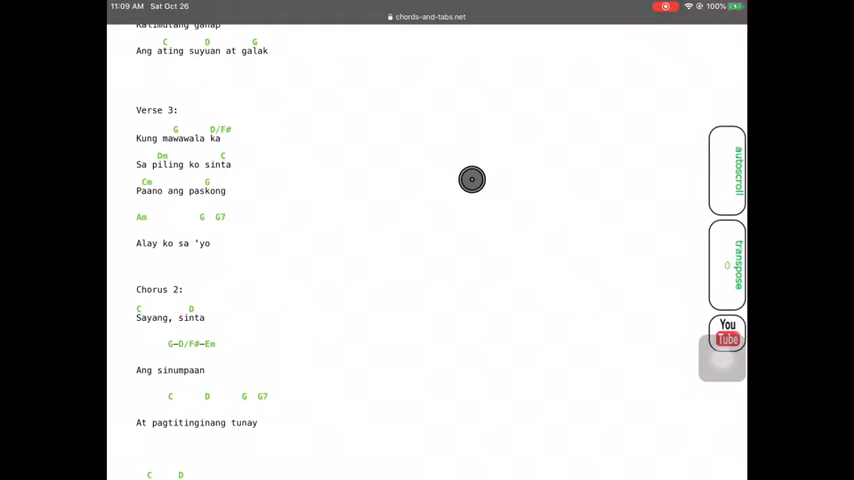 11:09 AM Sat Oct 26
100%
chords-and-tabs.net
Kalimutang ganap
C D G
Ang ating suyuan at galak
Verse 3:
G D/F#
Kung mawawala ka
Dm C
Sa piling ko sinta
Cm G
Paano ang paskong
Am G G7
Alay ko sa 'yo
Chorus 2:
C D
Sayang, sinta
G-D/F#-Em
Ang sinumpaan
C D G G7
At pagtitinginang tunay
C D
autoscroll
transpose
0
You
Tube